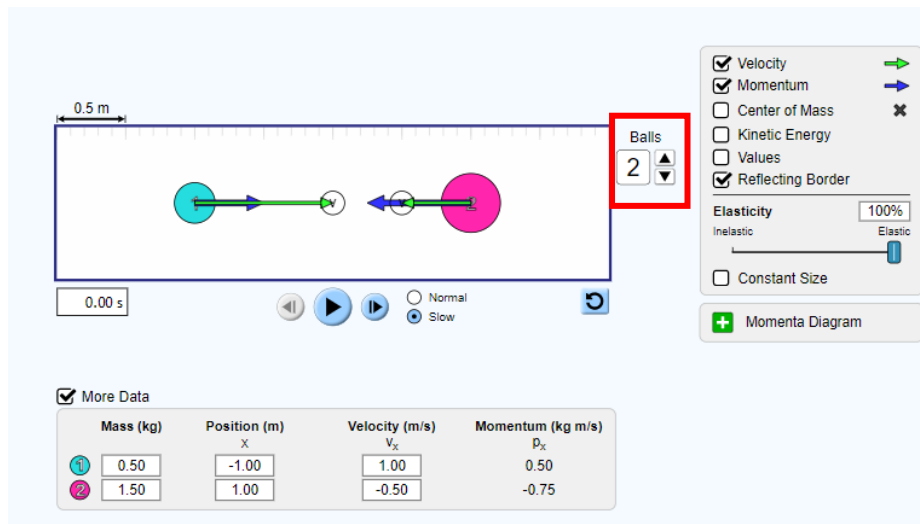 0.5 m
1
v
v
2
Balls
2
0.00 s
Normal
Slow
Velocity
Momentum
Center of Mass
Kinetic Energy
Values
Reflecting Border
Elasticity 100%
Inelastic Elastic
Constant Size
Momenta Diagram
More Data
Mass (kg) Position (m) Velocity (m/s) Momentum (kg m/s)
x vₓ pₓ
1 0.50 -1.00 1.00 0.50
2 1.50 1.00 -0.50 -0.75